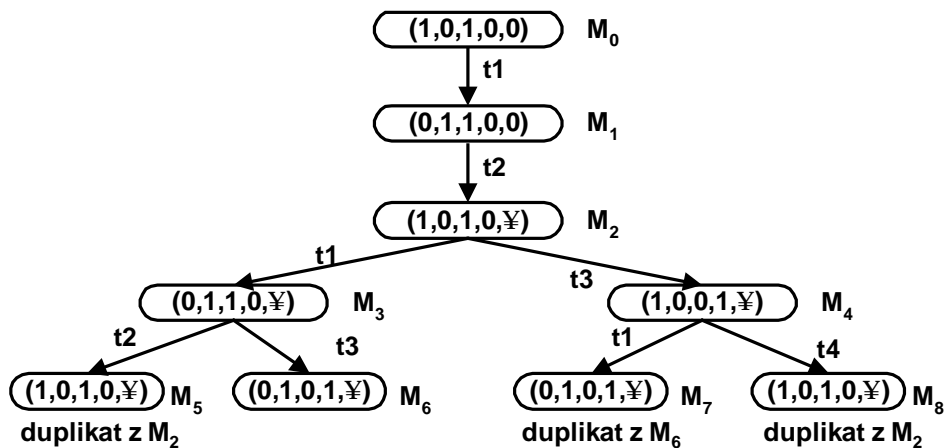 (1,0,1,0,0) M₀
t1
(0,1,1,0,0) M₁
t2
(1,0,1,0,¥) M₂
t1 t3
(0,1,1,0,¥) M₃ (1,0,0,1,¥) M₄
t2 t3 t1 t4
(1,0,1,0,¥) M₅ (0,1,0,1,¥) M₆ (0,1,0,1,¥) M₇ (1,0,1,0,¥) M₈
duplikat z M₂ duplikat z M₆ duplikat z M₂